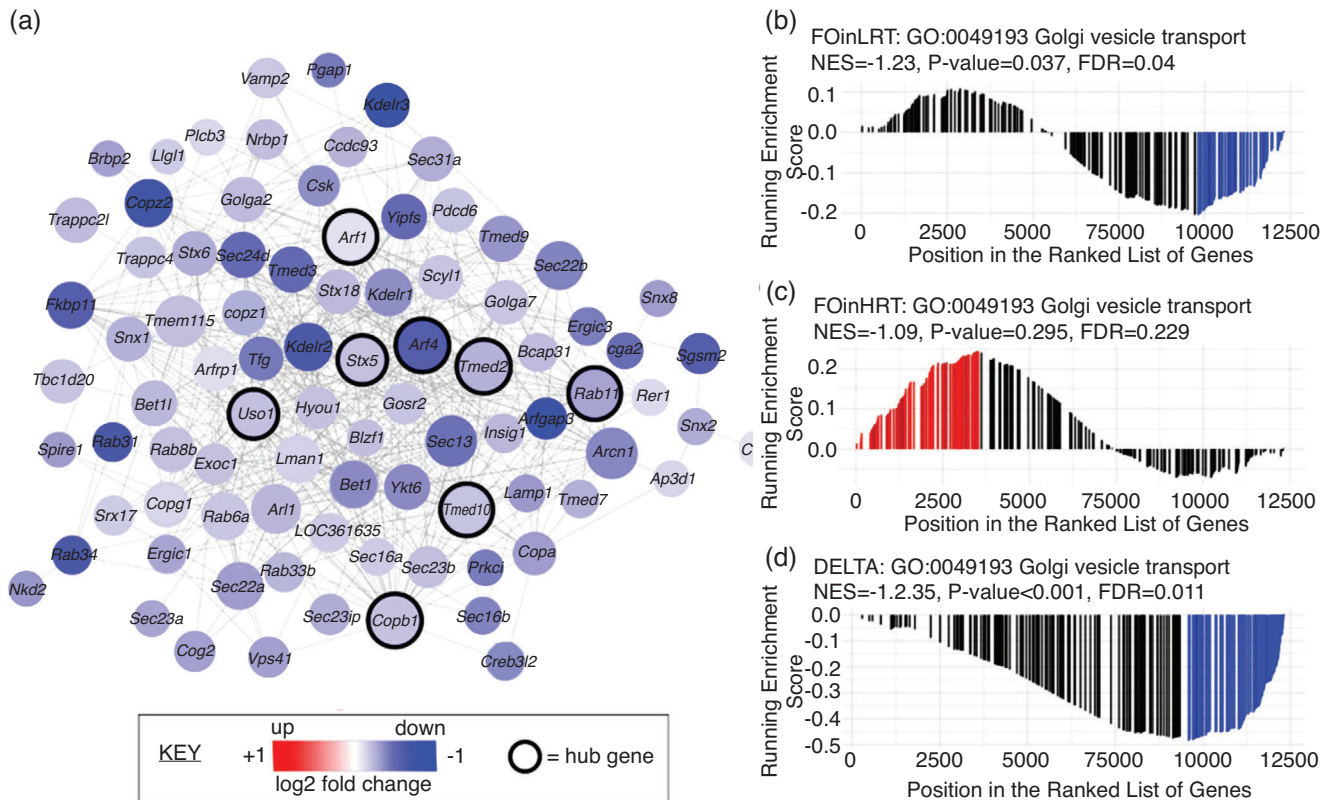 (a)
Vamp2
Pgap1
Kdelr3
Plcb3
Nrbp1
Ccdc93
Sec31a
Brbp2
Llgl1
Csk
Copz2
Golga2
Yipfs
Pdcd6
Trappc2l
Arf1
Tmed9
Trappc4
Stx6
Sec24d
Tmed3
Scyl1
Sec22b
Stx18
Kdelr1
Golga7
Fkbp11
Tmem115
copz1
Snx8
Snx1
Ergic3
Kdelr2
Arf4
Bcap31
cga2
Sgsm2
Tfg
Stx5
Tmed2
Arfrp1
Tbc1d20
Rab11
Rer1
Bet1l
Uso1
Hyou1
Gosr2
Arfgap3
Snx2
Rab31
Rab8b
Blzf1
Insig1
Spire1
Sec13
Arcn1
C
Exoc1
Lman1
Ap3d1
Bet1
Ykt6
Lamp1
Tmed7
Srx17
Copg1
Rab6a
Arl1
Tmed10
LOC361635
Rab34
Ergic1
Sec16a
Copa
Rab33b
Sec23b
Prkci
Nkd2
Sec22a
Sec23a
Sec23ip
Copb1
Sec16b
Cog2
Vps41
Creb3l2
KEY
up
down
+1
-1
log2 fold change
= hub gene
(b)
FOinLRT: GO:0049193 Golgi vesicle transport
NES=-1.23, P-value=0.037, FDR=0.04
Running Enrichment
Score
0.1
0.0
-0.1
-0.2
0
2500
5000
75000
10000
12500
Position in the Ranked List of Genes
(c)
FOinHRT: GO:0049193 Golgi vesicle transport
NES=-1.09, P-value=0.295, FDR=0.229
Running Enrichment
Score
0.2
0.1
0.0
0
2500
5000
75000
10000
12500
Position in the Ranked List of Genes
(d)
DELTA: GO:0049193 Golgi vesicle transport
NES=-1.2.35, P-value<0.001, FDR=0.011
Running Enrichment
Score
0.0
-0.1
-0.2
-0.3
-0.4
-0.5
0
2500
5000
75000
10000
12500
Position in the Ranked List of Genes